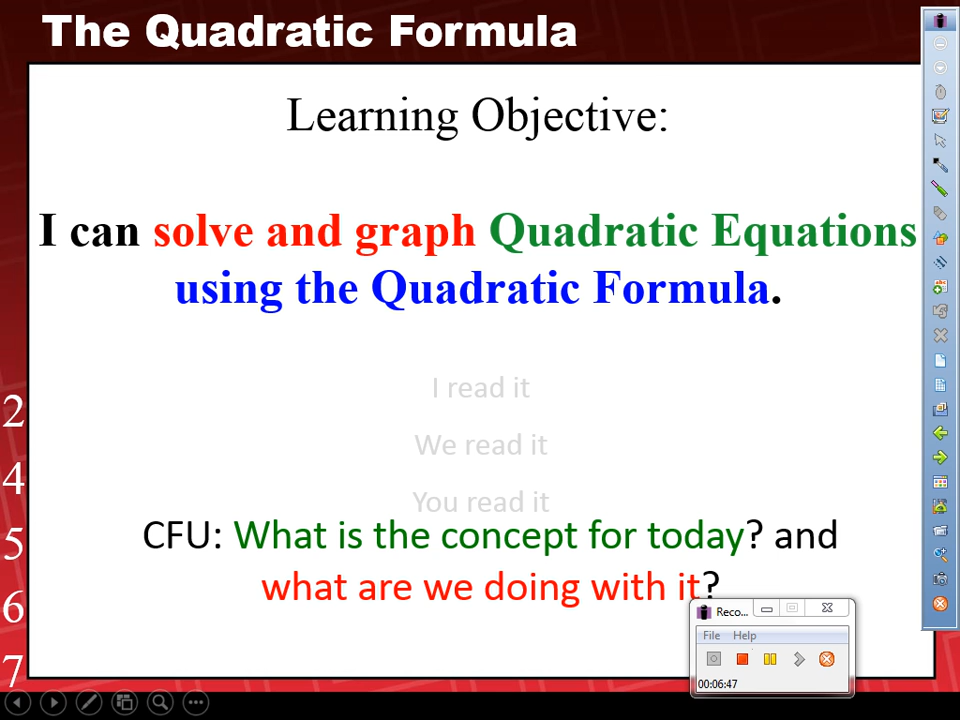 The Quadratic Formula
Learning Objective:
I can solve and graph Quadratic Equations
using the Quadratic Formula.
I read it
We read it
You read it
CFU: What is the concept for today? and
what are we doing with it?
2
4
5
6
7
Reco...
File Help
00:06:47